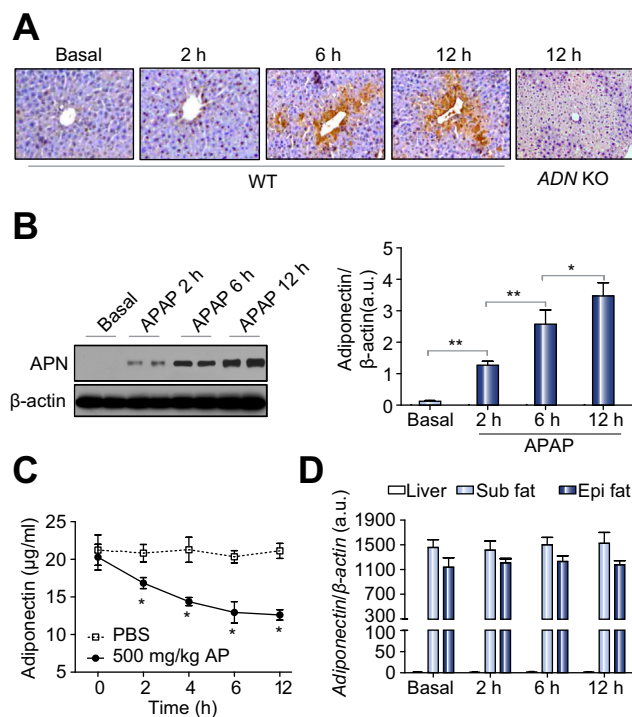 A
Basal 2 h 6 h 12 h 12 h
WT ADN KO
B
Basal
APAP 2 h
APAP 6 h
APAP 12 h
APN
β-actin
Adiponectin/
β-actin(a.u.)
5
4
3
2
1
0
** ** *
Basal 2 h 6 h 12 h
APAP
C
Adiponectin (μg/ml)
25
20
15
10
5
* * * *
PBS
500 mg/kg AP
0 2 4 6 12
Time (h)
D
Liver Sub fat Epi fat
Adiponectin/β-actin (a.u.)
1500
1300
1100
900
700
500
300
100
50
0
Basal 2 h 6 h 12 h